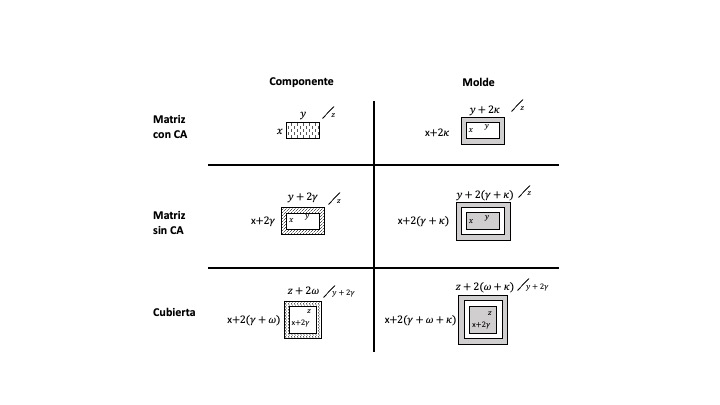 Componente
Molde
Matriz
con CA
y
z
x
y + 2κ
z
x+2κ
x y
Matriz
sin CA
y + 2γ
z
x+2γ
x y
y + 2(γ + κ)
z
x+2(γ + κ)
x y
Cubierta
z + 2ω
y + 2γ
x+2(γ + ω)
z
x+2γ
z + 2(ω + κ)
y + 2γ
x+2(γ + ω + κ)
z
x+2γ